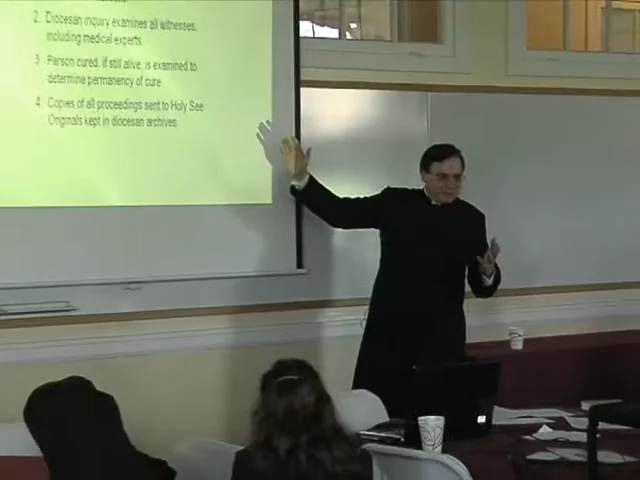 2. Diocesan inquiry examines all witnesses,
including medical experts.
3. Person cured, if still alive, is examined to
determine permanency of cure
4. Copies of all proceedings sent to Holy See
Originals kept in diocesan archives.